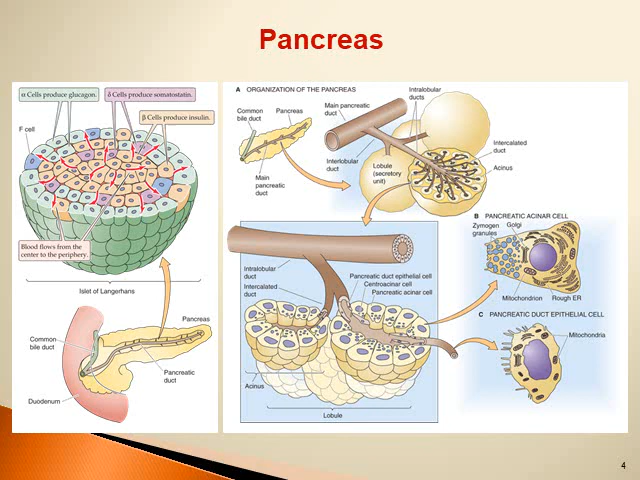 Pancreas
α Cells produce glucagon.
δ Cells produce somatostatin.
β Cells produce insulin.
F cell
Blood flows from the
center to the periphery.
Islet of Langerhans
Pancreas
Common
bile duct
Pancreatic
duct
Duodenum
A ORGANIZATION OF THE PANCREAS
Common
bile duct
Pancreas
Main
pancreatic
duct
Main pancreatic
duct
Intralobular
ducts
Interlobular
duct
Lobule
(secretory
unit)
Intercalated
duct
Acinus
Intralobular
duct
Intercalated
duct
Pancreatic duct epithelial cell
Centroacinar cell
Pancreatic acinar cell
Acinus
Lobule
B PANCREATIC ACINAR CELL
Zymogen
granules
Golgi
Mitochondrion
Rough ER
C PANCREATIC DUCT EPITHELIAL CELL
Mitochondria
4